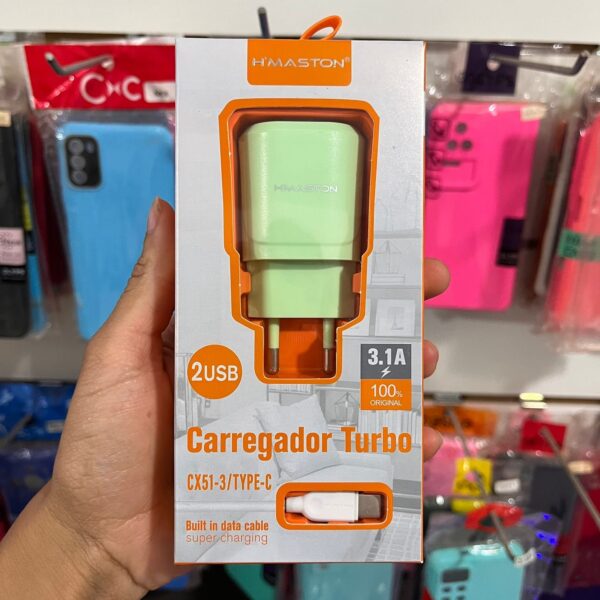 H'MASTON®
C C
H'MASTON
2USB
3.1A
100%
ORIGINAL
Carregador Turbo
CX51-3/TYPE-C
Built in data cable
super charging